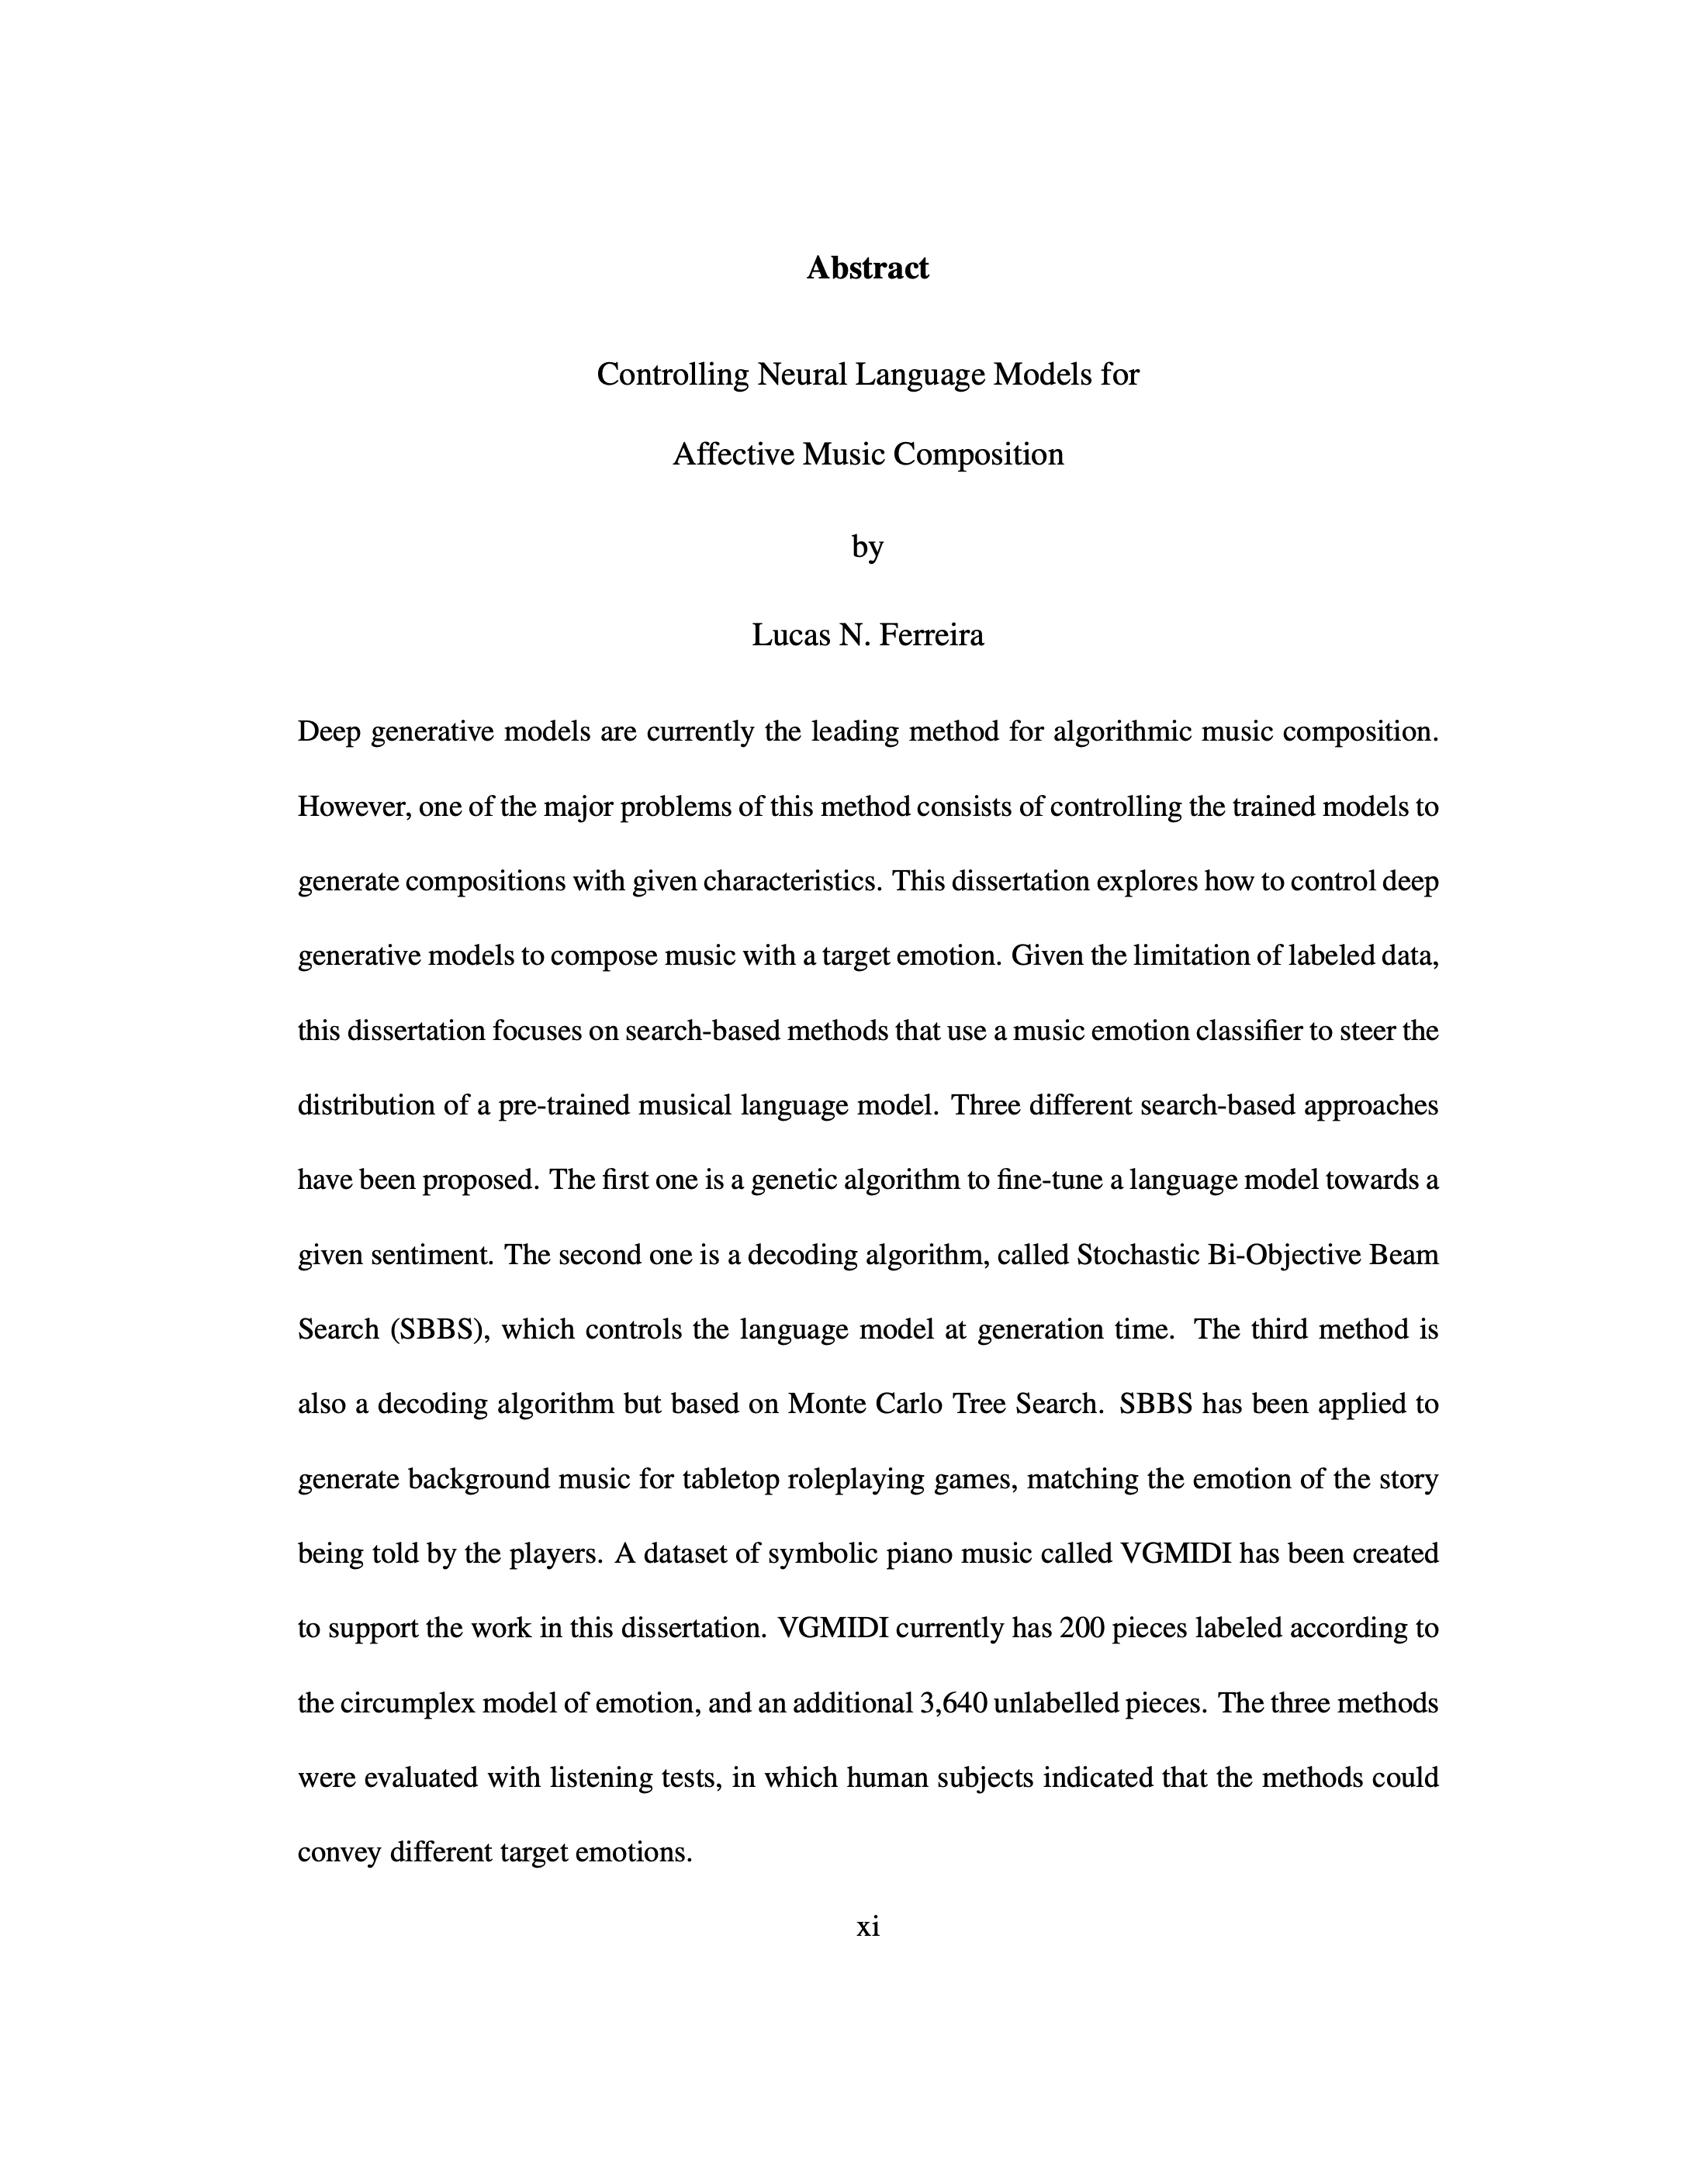 Abstract
Controlling Neural Language Models for
Affective Music Composition
by
Lucas N. Ferreira
Deep generative models are currently the leading method for algorithmic music composition.
However, one of the major problems of this method consists of controlling the trained models to
generate compositions with given characteristics. This dissertation explores how to control deep
generative models to compose music with a target emotion. Given the limitation of labeled data,
this dissertation focuses on search-based methods that use a music emotion classifier to steer the
distribution of a pre-trained musical language model. Three different search-based approaches
have been proposed. The first one is a genetic algorithm to fine-tune a language model towards a
given sentiment. The second one is a decoding algorithm, called Stochastic Bi-Objective Beam
Search (SBBS), which controls the language model at generation time. The third method is
also a decoding algorithm but based on Monte Carlo Tree Search. SBBS has been applied to
generate background music for tabletop roleplaying games, matching the emotion of the story
being told by the players. A dataset of symbolic piano music called VGMIDI has been created
to support the work in this dissertation. VGMIDI currently has 200 pieces labeled according to
the circumplex model of emotion, and an additional 3,640 unlabelled pieces. The three methods
were evaluated with listening tests, in which human subjects indicated that the methods could
convey different target emotions.
xi